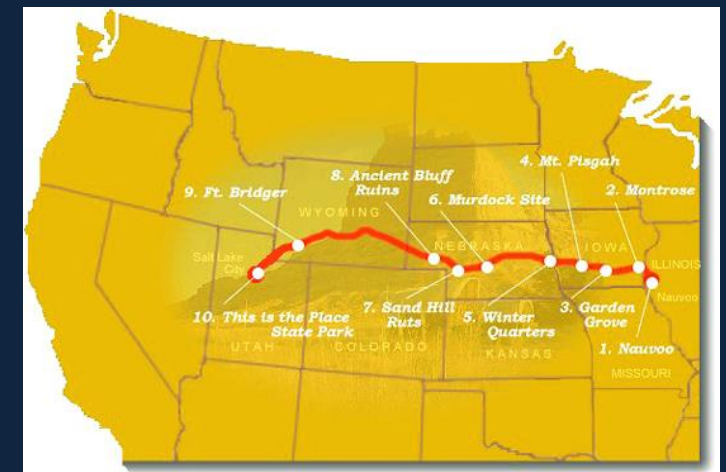 4. Mt. Pisgah
8. Ancient Bluff
Ruins
9. Ft. Bridger
2. Montrose
6. Murdock Site
WYOMING
NEBRASKA
IOWA
Salt Lake
City
ILLINOIS
Nauvoo
7. Sand Hill
Ruts
3. Garden
Grove
10. This is the Place
State Park
5. Winter
Quarters
1. Nauvoo
UTAH
COLORADO
KANSAS
MISSOURI